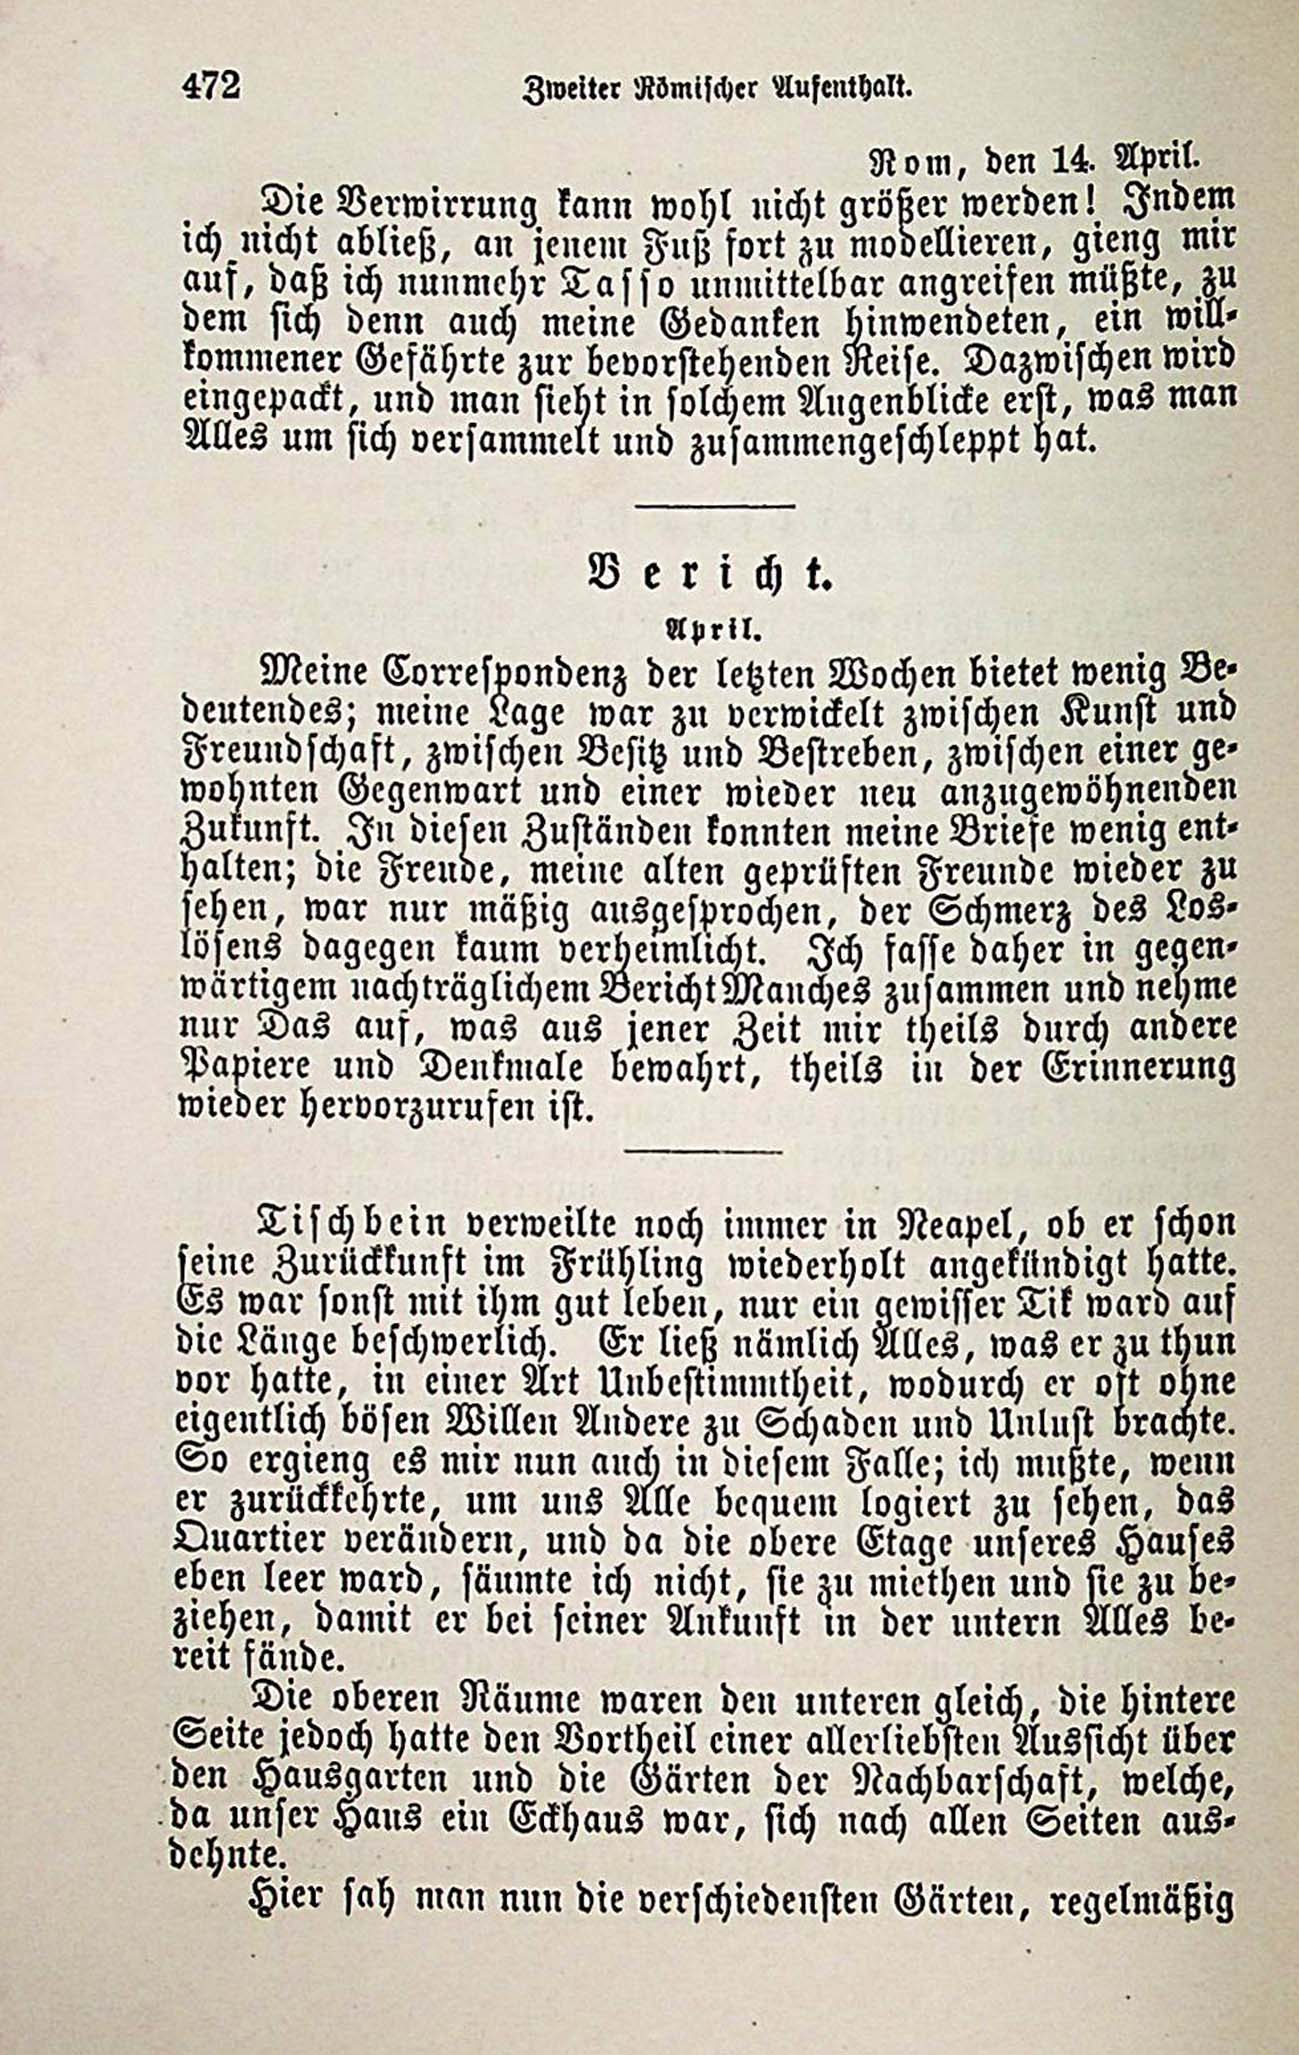 472
Zweiter Römischer Aufenthalt.
Rom, den 14. April.
Die Verwirrung kann wohl nicht größer werden! Indem
ich nicht abließ, an jenem Fuß fort zu modellieren, gieng mir
auf, daß ich nunmehr Tasso unmittelbar angreifen müßte, zu
dem sich denn auch meine Gedanken hinwendeten, ein will-
kommener Gefährte zur bevorstehenden Reise. Dazwischen wird
eingepackt, und man sieht in solchem Augenblicke erst, was man
Alles um sich versammelt und zusammengeschleppt hat.
Bericht.
April.
Meine Correspondenz der letzten Wochen bietet wenig Be-
deutendes; meine Lage war zu verwickelt zwischen Kunst und
Freundschaft, zwischen Besitz und Bestreben, zwischen einer ge-
wohnten Gegenwart und einer wieder neu anzugewöhnenden
Zukunft. In diesen Zuständen konnten meine Briefe wenig ent-
halten; die Freude, meine alten geprüften Freunde wieder zu
sehen, war nur mäßig ausgesprochen, der Schmerz des Los-
lösens dagegen kaum verheimlicht. Ich fasse daher in gegen-
wärtigem nachträglichem Bericht Manches zusammen und nehme
nur Das auf, was aus jener Zeit mir theils durch andere
Papiere und Denkmale bewahrt, theils in der Erinnerung
wieder hervorzurufen ist.
Tischbein verweilte noch immer in Neapel, ob er schon
seine Zurückkunft im Frühling wiederholt angekündigt hatte.
Es war sonst mit ihm gut leben, nur ein gewisser Tik ward auf
die Länge beschwerlich. Er ließ nämlich Alles, was er zu thun
vor hatte, in einer Art Unbestimmtheit, wodurch er oft ohne
eigentlich bösen Willen Andere zu Schaden und Unlust brachte.
So ergieng es mir nun auch in diesem Falle; ich mußte, wenn
er zurückkehrte, um uns Alle bequem logiert zu sehen, das
Quartier verändern, und da die obere Etage unseres Hauses
eben leer ward, säumte ich nicht, sie zu miethen und sie zu be-
ziehen, damit er bei seiner Ankunft in der untern Alles be-
reit fände.
Die oberen Räume waren den unteren gleich, die hintere
Seite jedoch hatte den Vortheil einer allerliebsten Aussicht über
den Hausgarten und die Gärten der Nachbarschaft, welche,
da unser Haus ein Eckhaus war, sich nach allen Seiten aus-
dehnte.
Hier sah man nun die verschiedensten Gärten, regelmäßig